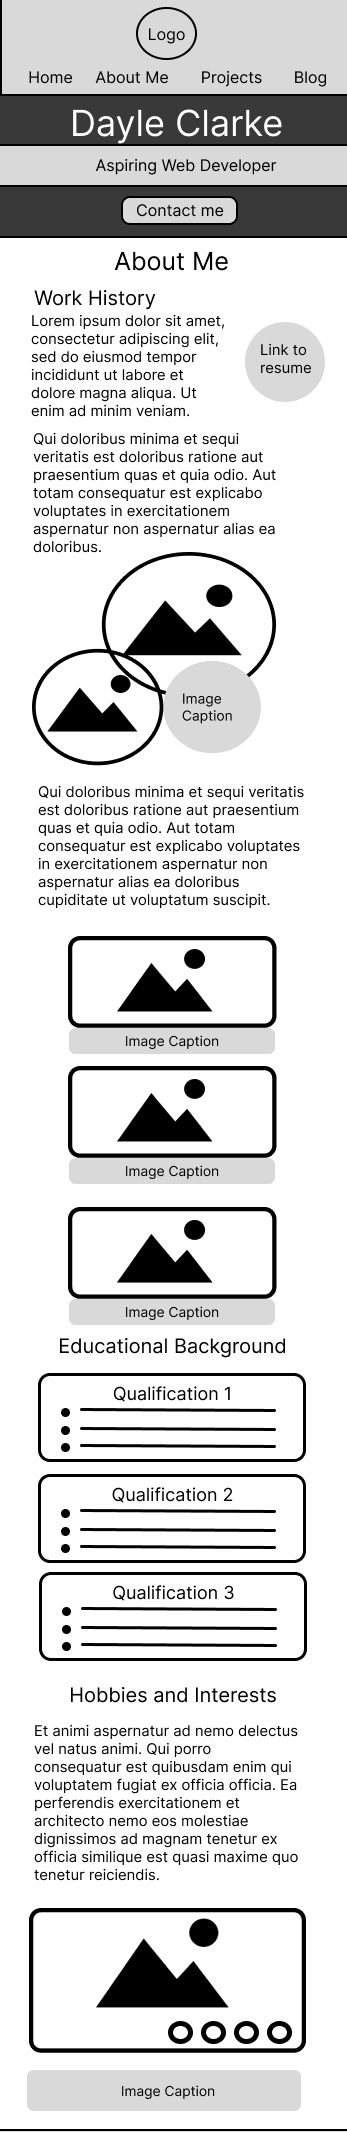 Logo
Home About Me Projects Blog
Dayle Clarke
Aspiring Web Developer
Contact me
About Me
Work History
Lorem ipsum dolor sit amet,
consectetur adipiscing elit,
sed do eiusmod tempor
incididunt ut labore et
dolore magna aliqua. Ut
enim ad minim veniam.
Link to
resume
Qui doloribus minima et sequi
veritatis est doloribus ratione aut
praesentium quas et quia odio. Aut
totam consequatur est explicabo
voluptates in exercitationem
aspernatur non aspernatur alias ea
doloribus.
Image
Caption
Qui doloribus minima et sequi veritatis
est doloribus ratione aut praesentium
quas et quia odio. Aut totam
consequatur est explicabo voluptates
in exercitationem aspernatur non
aspernatur alias ea doloribus
cupiditate ut voluptatum suscipit.
Image Caption
Image Caption
Image Caption
Educational Background
Qualification 1
Qualification 2
Qualification 3
Hobbies and Interests
Et animi aspernatur ad nemo delectus
vel natus animi. Qui porro
consequatur est quibusdam enim qui
voluptatem fugiat ex officia officia. Ea
perferendis exercitationem et
architecto nemo eos molestiae
dignissimos ad magnam tenetur ex
officia similique est quasi maxime quo
tenetur reiciendis.
Image Caption